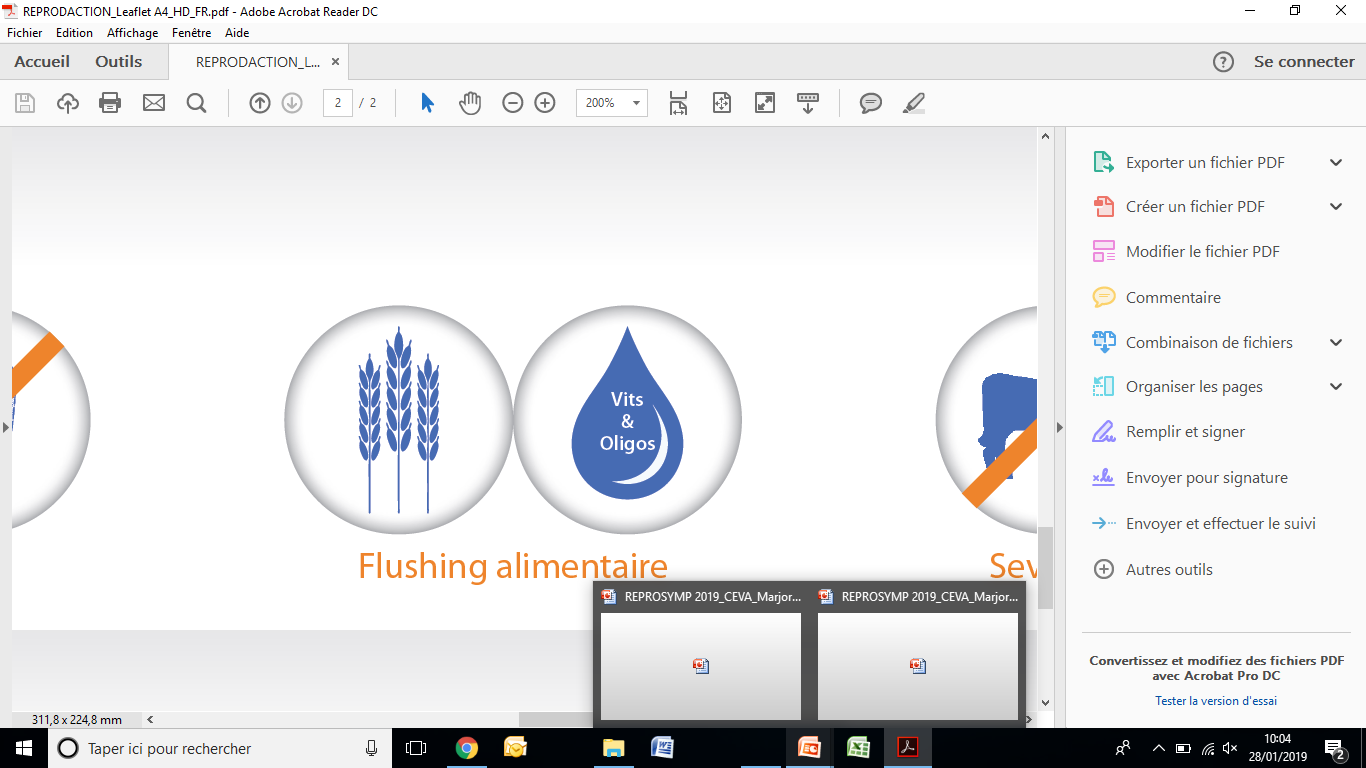 REPRODACTION_Leaflet A4_HD_FR.pdf - Adobe Acrobat Reader DC
Fichier Edition Affichage Fenêtre Aide
Accueil Outils REPRODACTION_L... × ? Se connecter
2 / 2 200%
Exporter un fichier PDF
Créer un fichier PDF
Modifier le fichier PDF
Commentaire
Combinaison de fichiers
Organiser les pages
Remplir et signer
Envoyer pour signature
Envoyer et effectuer le suivi
Autres outils
Convertissez et modifiez des fichiers PDF
avec Acrobat Pro DC
Tester la version d'essai
Vits
&
Oligos
Flushing alimentaire
Sev
REPROSYMP 2019_CEVA_Marjor...
REPROSYMP 2019_CEVA_Marjor...
311,8 x 224,8 mm
Taper ici pour rechercher
10:04
28/01/2019
2